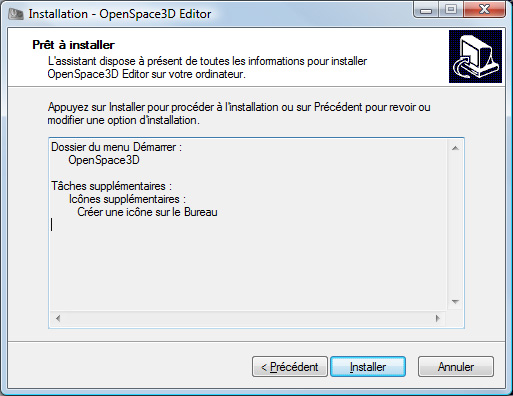 Installation - OpenSpace3D Editor
Prêt à installer
L'assistant dispose à présent de toutes les informations pour installer
OpenSpace3D Editor sur votre ordinateur.
Appuyez sur Installer pour procéder à l'installation ou sur Précédent pour revoir ou
modifier une option d'installation.
Dossier du menu Démarrer :
OpenSpace3D
Tâches supplémentaires :
Icônes supplémentaires :
Créer une icône sur le Bureau
< Précédent
Installer
Annuler